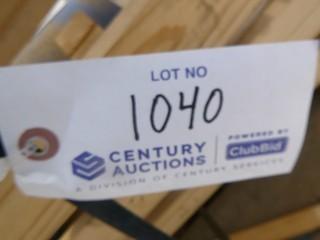 LOT NO
1040
CENTURY
AUCTIONS
POWERED BY
ClubBid
A DIVISION OF CENTURY SERVICES